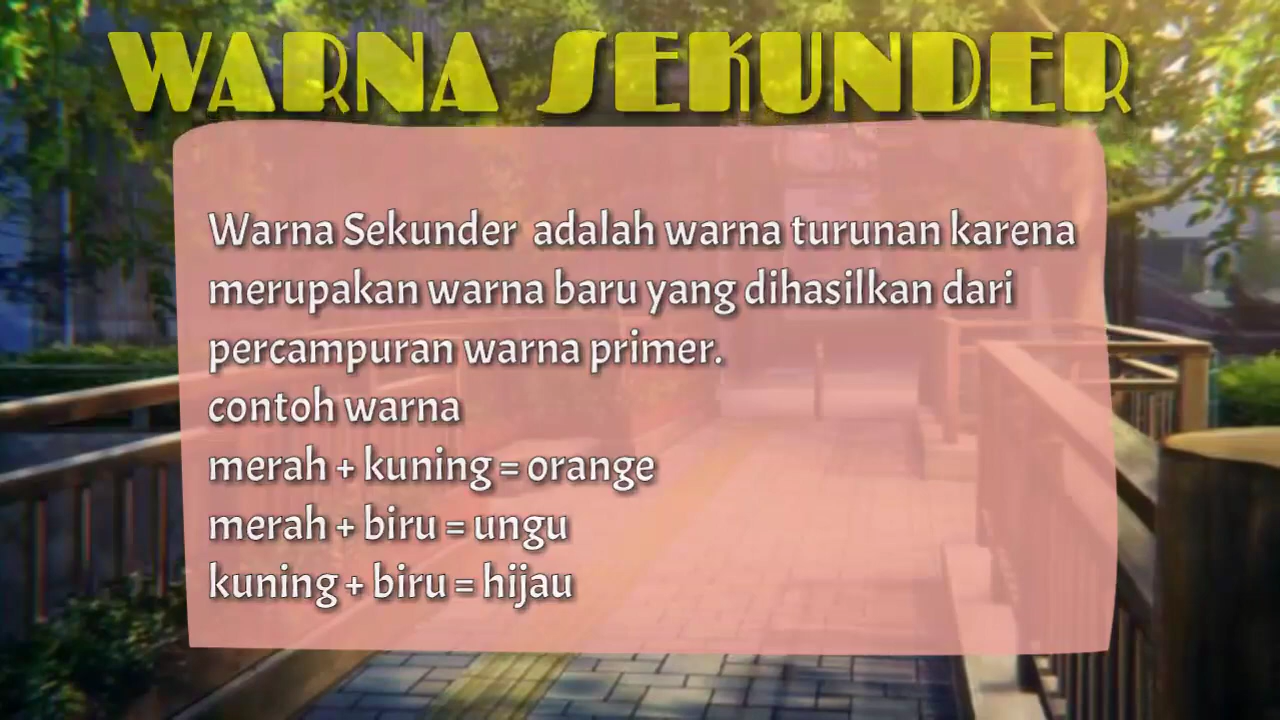 WARNA SEKUNDER
Warna Sekunder adalah warna turunan karena
merupakan warna baru yang dihasilkan dari
percampuran warna primer.
contoh warna
merah + kuning = orange
merah + biru = ungu
kuning + biru = hijau